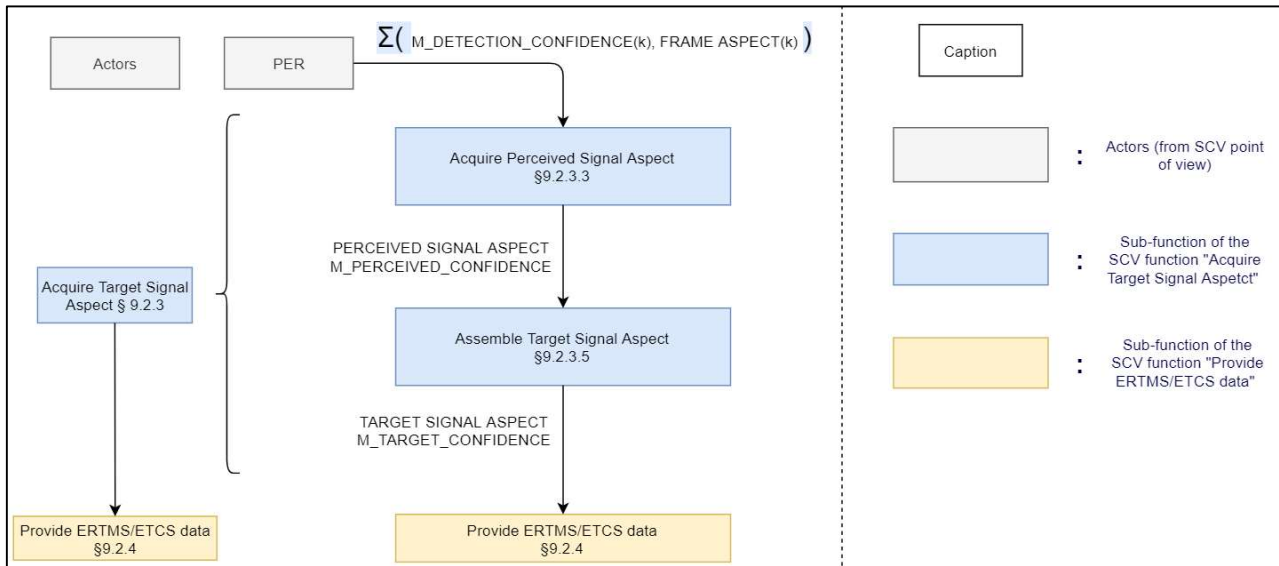 Σ( M_DETECTION_CONFIDENCE(k), FRAME ASPECT(k) )
Actors
PER
Acquire Perceived Signal Aspect
§9.2.3.3
PERCEIVED SIGNAL ASPECT
M_PERCEIVED_CONFIDENCE
Acquire Target Signal
Aspect § 9.2.3
Assemble Target Signal Aspect
§9.2.3.5
TARGET SIGNAL ASPECT
M_TARGET_CONFIDENCE
Provide ERTMS/ETCS data
§9.2.4
Provide ERTMS/ETCS data
§9.2.4
Caption
:
Actors (from SCV point
of view)
:
Sub-function of the
SCV function "Acquire
Target Signal Aspetct"
:
Sub-function of the
SCV function "Provide
ERTMS/ETCS data"